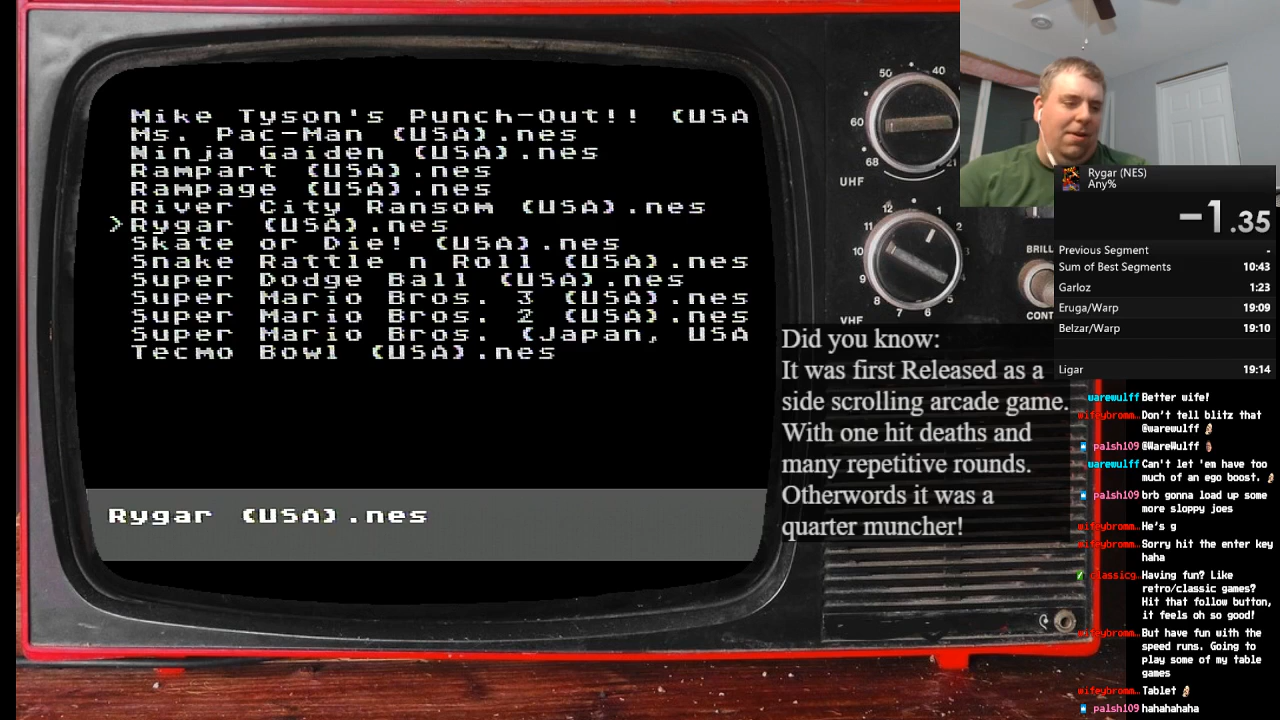 Mike Tyson's Punch-Out!! (USA
Ms. Pac-Man (USA).nes
Ninja Gaiden (USA).nes
Rampart (USA).nes
Rampage (USA).nes
River City Ransom (USA).nes
>Rygar (USA).nes
Skate or Die! (USA).nes
Snake Rattle n Roll (USA).nes
Super Dodge Ball (USA).nes
Super Mario Bros. 3 (USA).nes
Super Mario Bros. 2 (USA).nes
Super Mario Bros. (Japan, USA
Tecmo Bowl (USA).nes
Rygar (USA).nes
50 40
60
68 21
UHF
12 1
11 2
10
9
8 5
7 6
VHF
BRILL
CONT
Did you know:
It was first Released as a
side scrolling arcade game.
With one hit deaths and
many repetitive rounds.
Otherwords it was a
quarter muncher!
Rygar (NES)
Any%
-1.35
Previous Segment -
Sum of Best Segments 10:43
Garloz 1:23
Eruga/Warp 19:09
Belzar/Warp 19:10
Ligar 19:14
warewulff Better wife!
wifeybromm… Don't tell blitz that
@warewulff
palsh109 @WareWulff
warewulff Can't let 'em have too
much of an ego boost.
palsh109 brb gonna load up some
more sloppy joes
wifeybromm… He's g
wifeybromm… Sorry hit the enter key
haha
classicg… Having fun? Like
retro/classic games?
Hit that follow button,
it feels oh so good!
wifeybromm… But have fun with the
speed runs. Going to
play some of my table
games
wifeybromm… Tablet
palsh109 hahahahaha